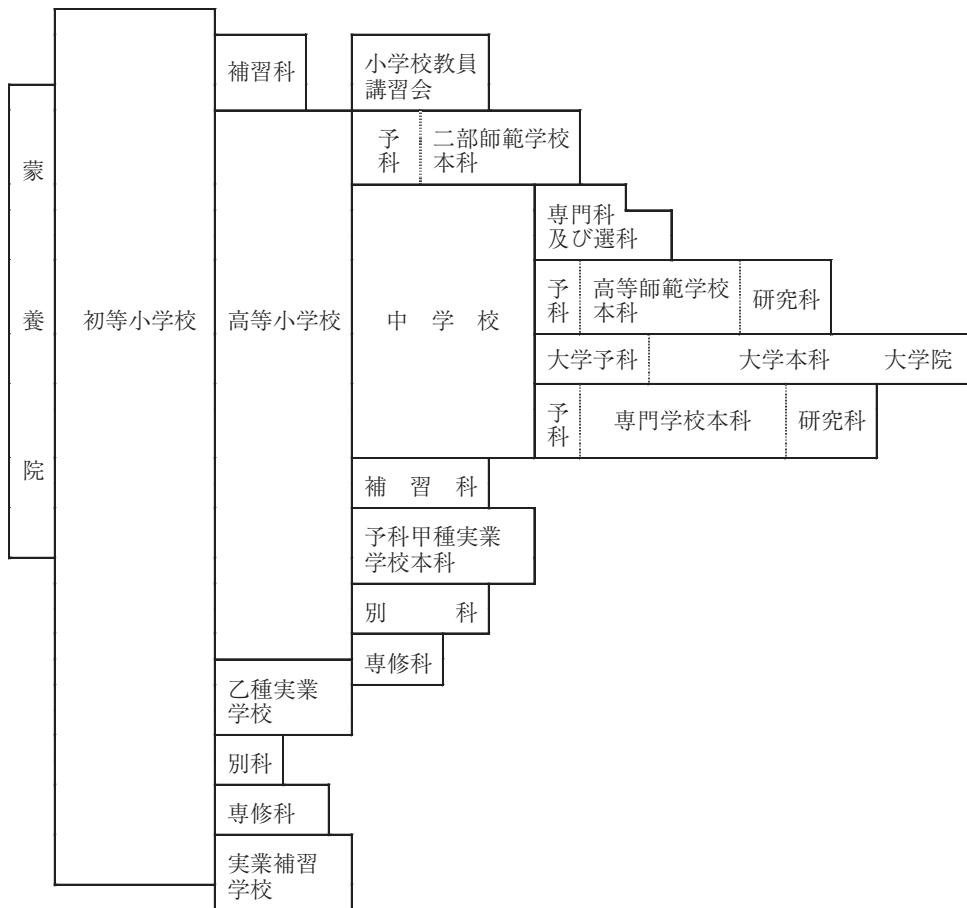 蒙養院
初等小学校
補習科
高等小学校
乙種実業
学校
別科
専修科
実業補習
学校
小学校教員
講習会
予科
二部師範学校
本科
中学校
補習科
予科甲種実業
学校本科
別科
専修科
専門科
及び選科
予科
高等師範学校
本科
研究科
大学予科
大学本科
大学院
予科
専門学校本科
研究科